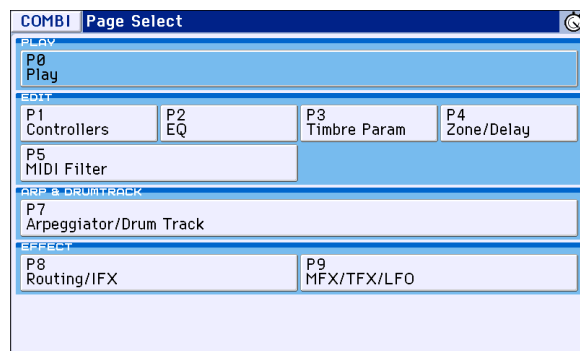 COMBI Page Select
PLAY
P0
Play
EDIT
P1
Controllers
P2
EQ
P3
Timbre Param
P4
Zone/Delay
P5
MIDI Filter
ARP & DRUMTRACK
P7
Arpeggiator/Drum Track
EFFECT
P8
Routing/IFX
P9
MFX/TFX/LFO